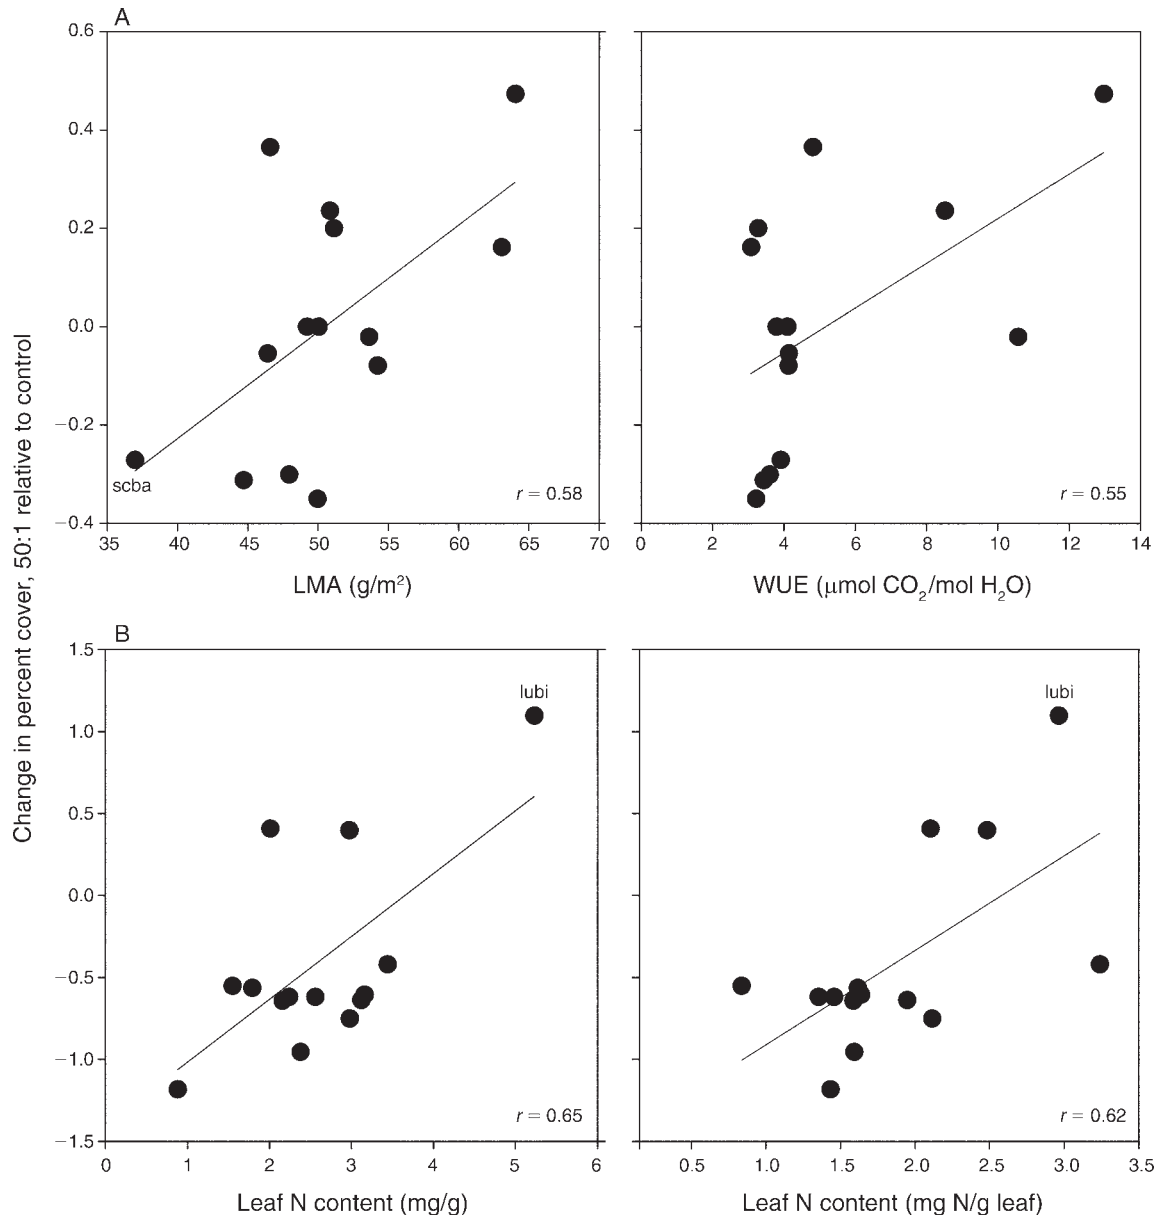 A
0.6
0.4
0.2
0.0
−0.2
−0.4
scba
r = 0.58
r = 0.55
35 40 45 50 55 60 65 70
0 2 4 6 8 10 12 14
LMA (g/m²)
WUE (μmol CO₂/mol H₂O)
Change in percent cover, 50:1 relative to control
B
1.5
1.0
0.5
0.0
−0.5
−1.0
−1.5
lubi
lubi
r = 0.65
r = 0.62
0 1 2 3 4 5 6
0.5 1.0 1.5 2.0 2.5 3.0 3.5
Leaf N content (mg/g)
Leaf N content (mg N/g leaf)